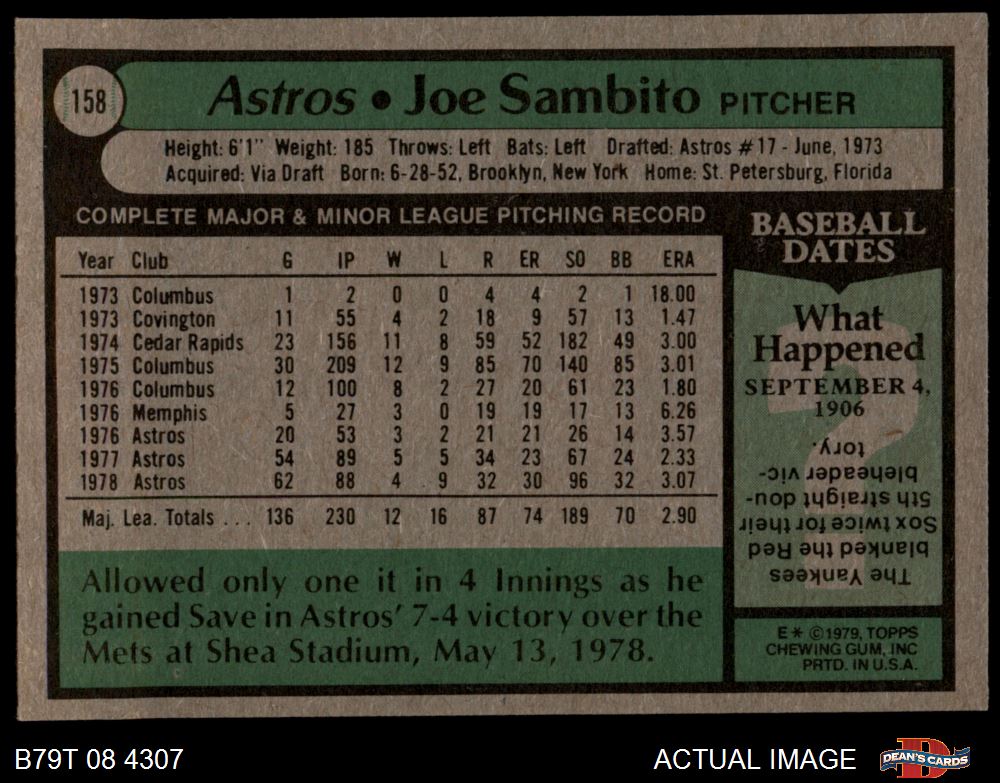 158
Astros • Joe Sambito PITCHER
Height: 6'1" Weight: 185 Throws: Left Bats: Left Drafted: Astros #17 - June, 1973
Acquired: Via Draft Born: 6-28-52, Brooklyn, New York Home: St. Petersburg, Florida
COMPLETE MAJOR & MINOR LEAGUE PITCHING RECORD
Year Club G IP W L R ER SO BB ERA
1973 Columbus 1 2 0 0 4 4 2 1 18.00
1973 Covington 11 55 4 2 18 9 57 13 1.47
1974 Cedar Rapids 23 156 11 8 59 52 182 49 3.00
1975 Columbus 30 209 12 9 85 70 140 85 3.01
1976 Columbus 12 100 8 2 27 20 61 23 1.80
1976 Memphis 5 27 3 0 19 19 17 13 6.26
1976 Astros 20 53 3 2 21 21 26 14 3.57
1977 Astros 54 89 5 5 34 23 67 24 2.33
1978 Astros 62 88 4 9 32 30 96 32 3.07
Maj. Lea. Totals ... 136 230 12 16 87 74 189 70 2.90
Allowed only one it in 4 Innings as he
gained Save in Astros' 7-4 victory over the
Mets at Shea Stadium, May 13, 1978.
BASEBALL
DATES
What
Happened
SEPTEMBER 4,
1906
The Yankees
planked the Red
Sox twice for their
5th straight dou-
bleheader vic-
tory.
E * ©1979, TOPPS
CHEWING GUM, INC
PRTD. IN U.S.A.
B79T 08 4307
ACTUAL IMAGE
DEAN'S CARDS